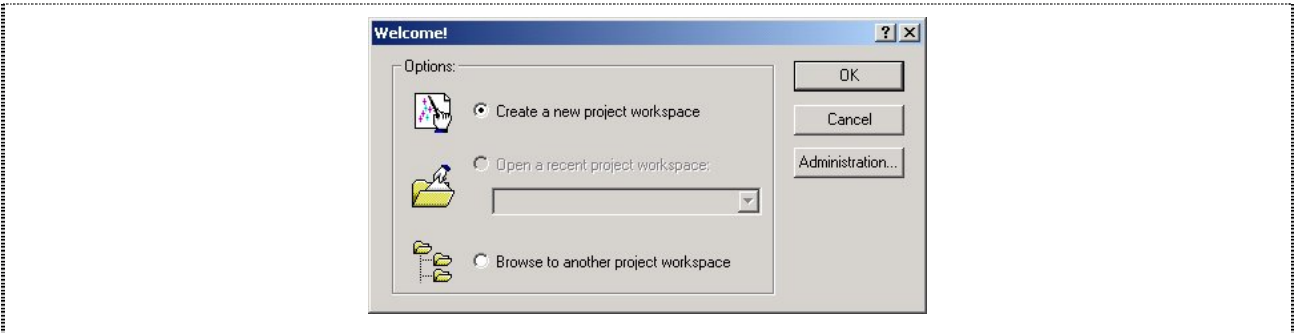 Welcome!
Options:
Create a new project workspace
Open a recent project workspace:
Browse to another project workspace
OK
Cancel
Administration...